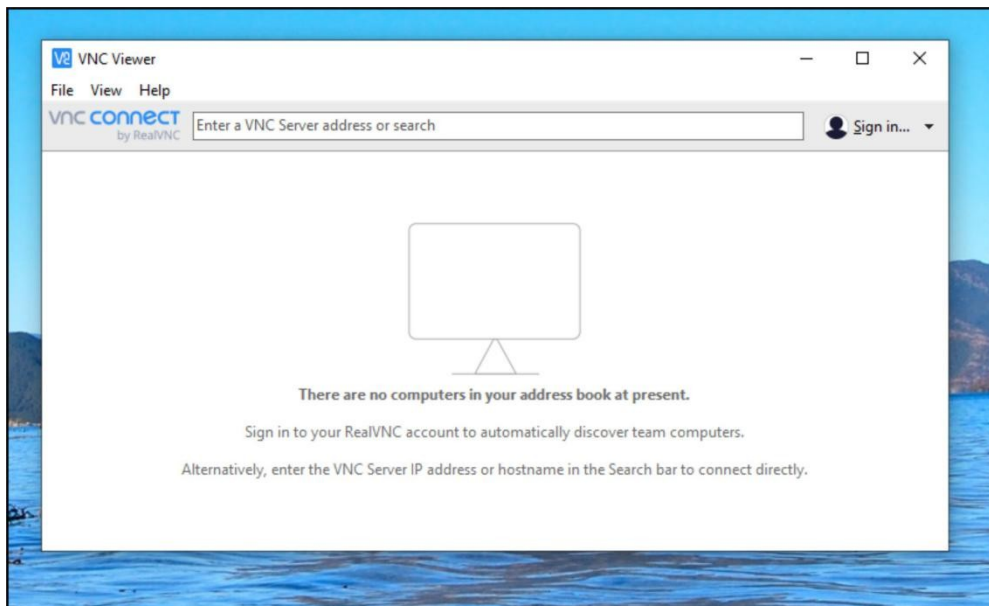 VNC Viewer
File View Help
vnc connect
by RealVNC
Enter a VNC Server address or search
Sign in...
There are no computers in your address book at present.
Sign in to your RealVNC account to automatically discover team computers.
Alternatively, enter the VNC Server IP address or hostname in the Search bar to connect directly.